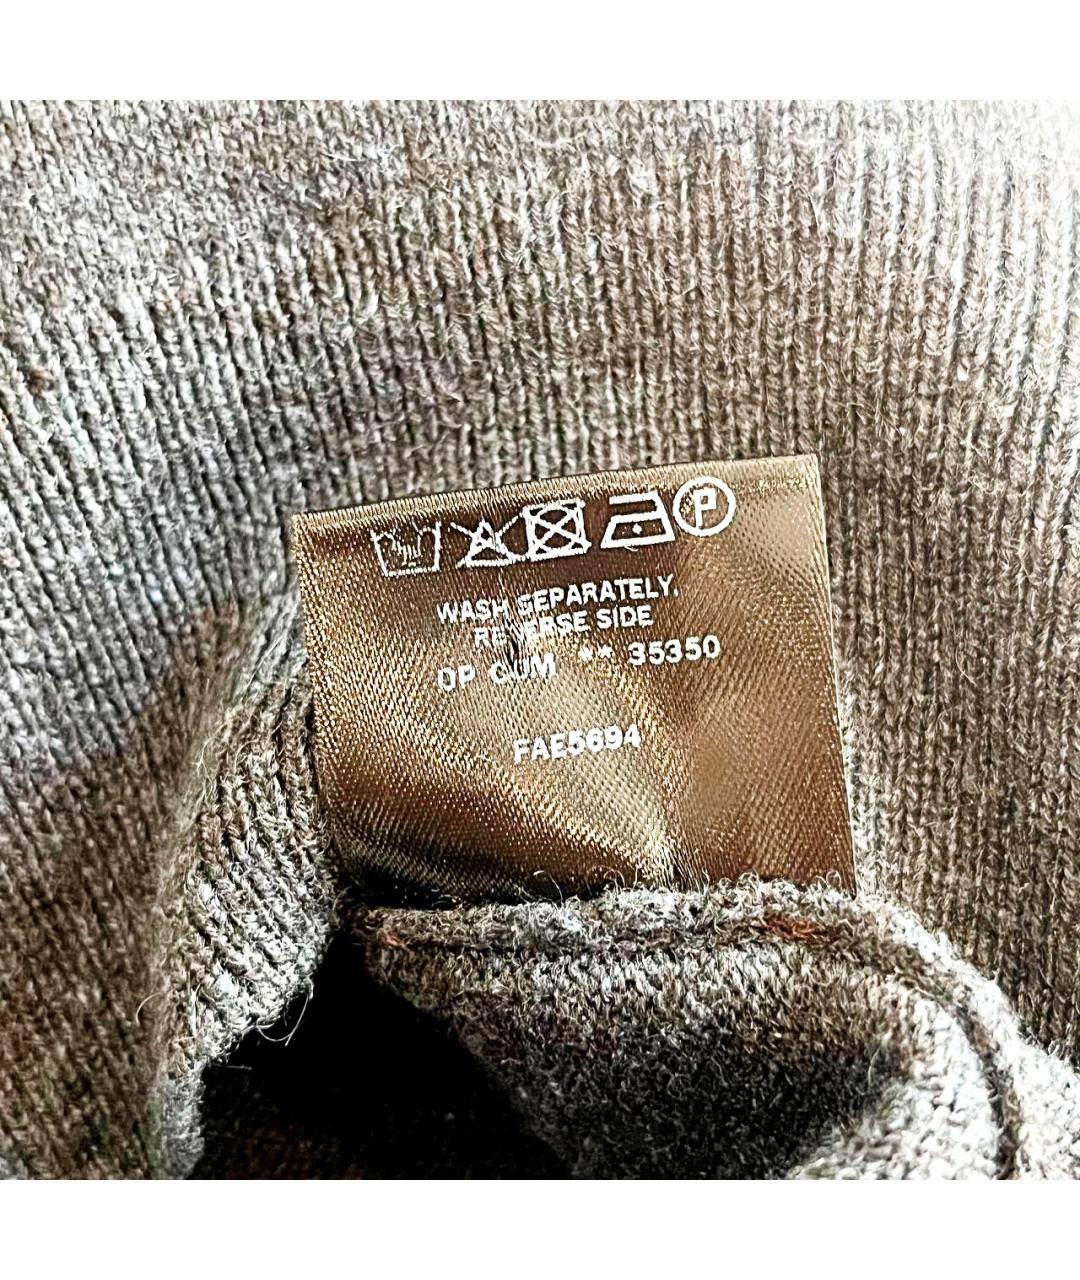 P
WASH SEPARATELY,
REVERSE SIDE
OP CUM ** 35350
FAE5694